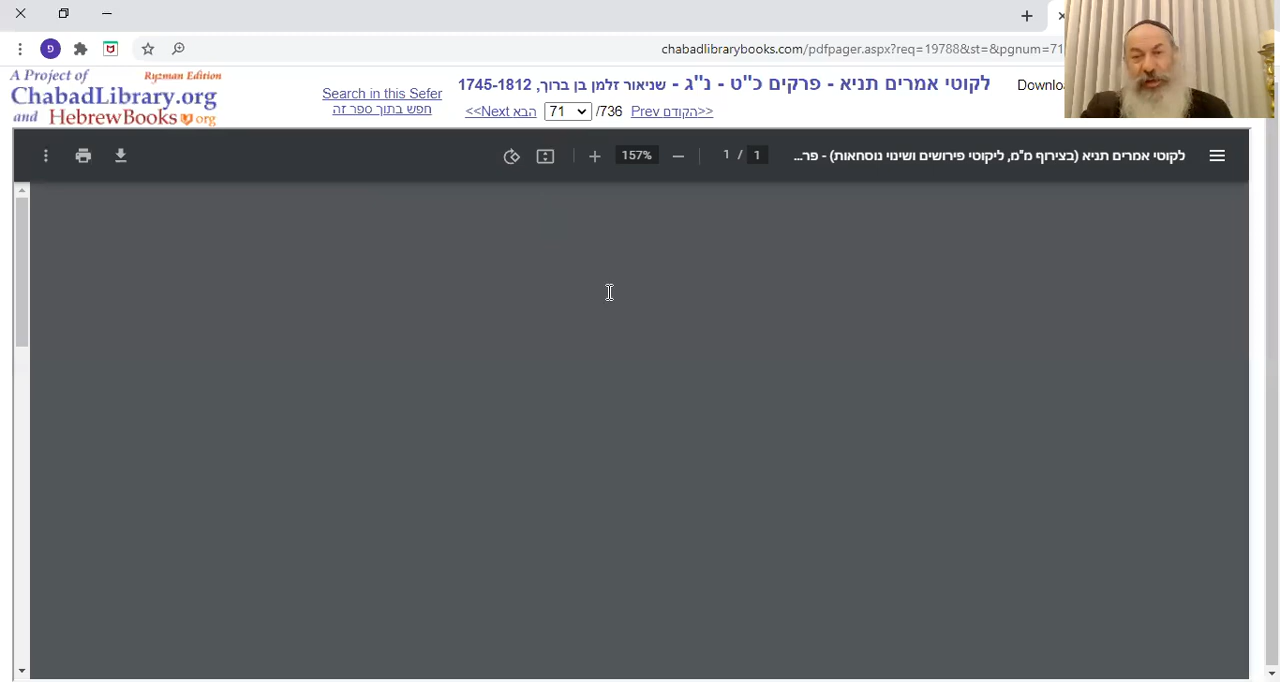 chabadlibrarybooks.com/pdfpager.aspx?req=19788&st=&pgnum=71
A Project of Ryzman Edition
ChabadLibrary.org
and HebrewBooks.org
Search in this Sefer
חפש בתוך ספר זה
לקוטי אמרים תניא - פרקים כ"ט - נ"ג - שניאור זלמן בן ברוך, 1745-1812
<<Next הבא 71 /736 Prev הקודם>>
157%
1 / 1
לקוטי אמרים תניא (בצירוף מ"מ, ליקוטי פירושים ושינוי נוסחאות) - פר...